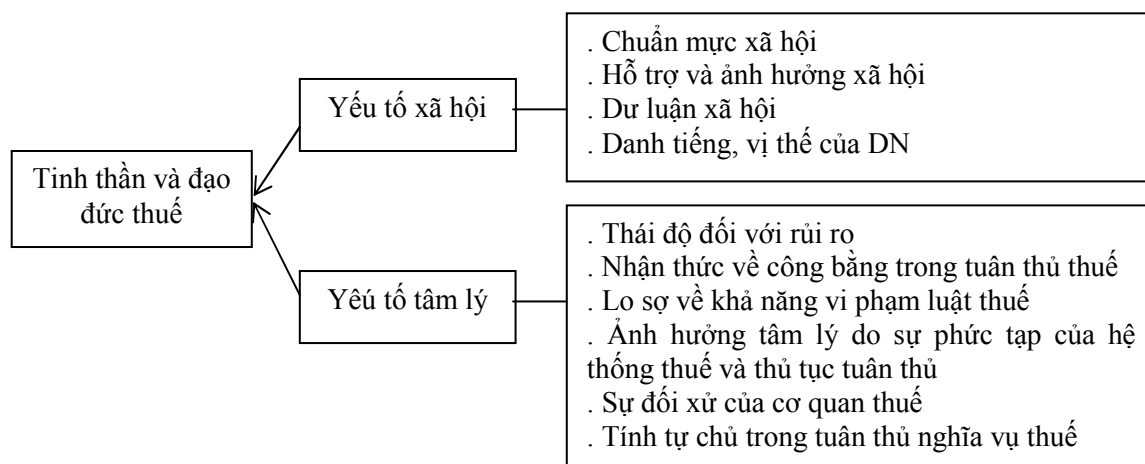 Tinh thần và đạo
đức thuế
Yếu tố xã hội
. Chuẩn mực xã hội
. Hỗ trợ và ảnh hưởng xã hội
. Dư luận xã hội
. Danh tiếng, vị thế của DN
Yêú tố tâm lý
. Thái độ đối với rủi ro
. Nhận thức về công bằng trong tuân thủ thuế
. Lo sợ về khả năng vi phạm luật thuế
. Ảnh hưởng tâm lý do sự phức tạp của hệ
thống thuế và thủ tục tuân thủ
. Sự đối xử của cơ quan thuế
. Tính tự chủ trong tuân thủ nghĩa vụ thuế